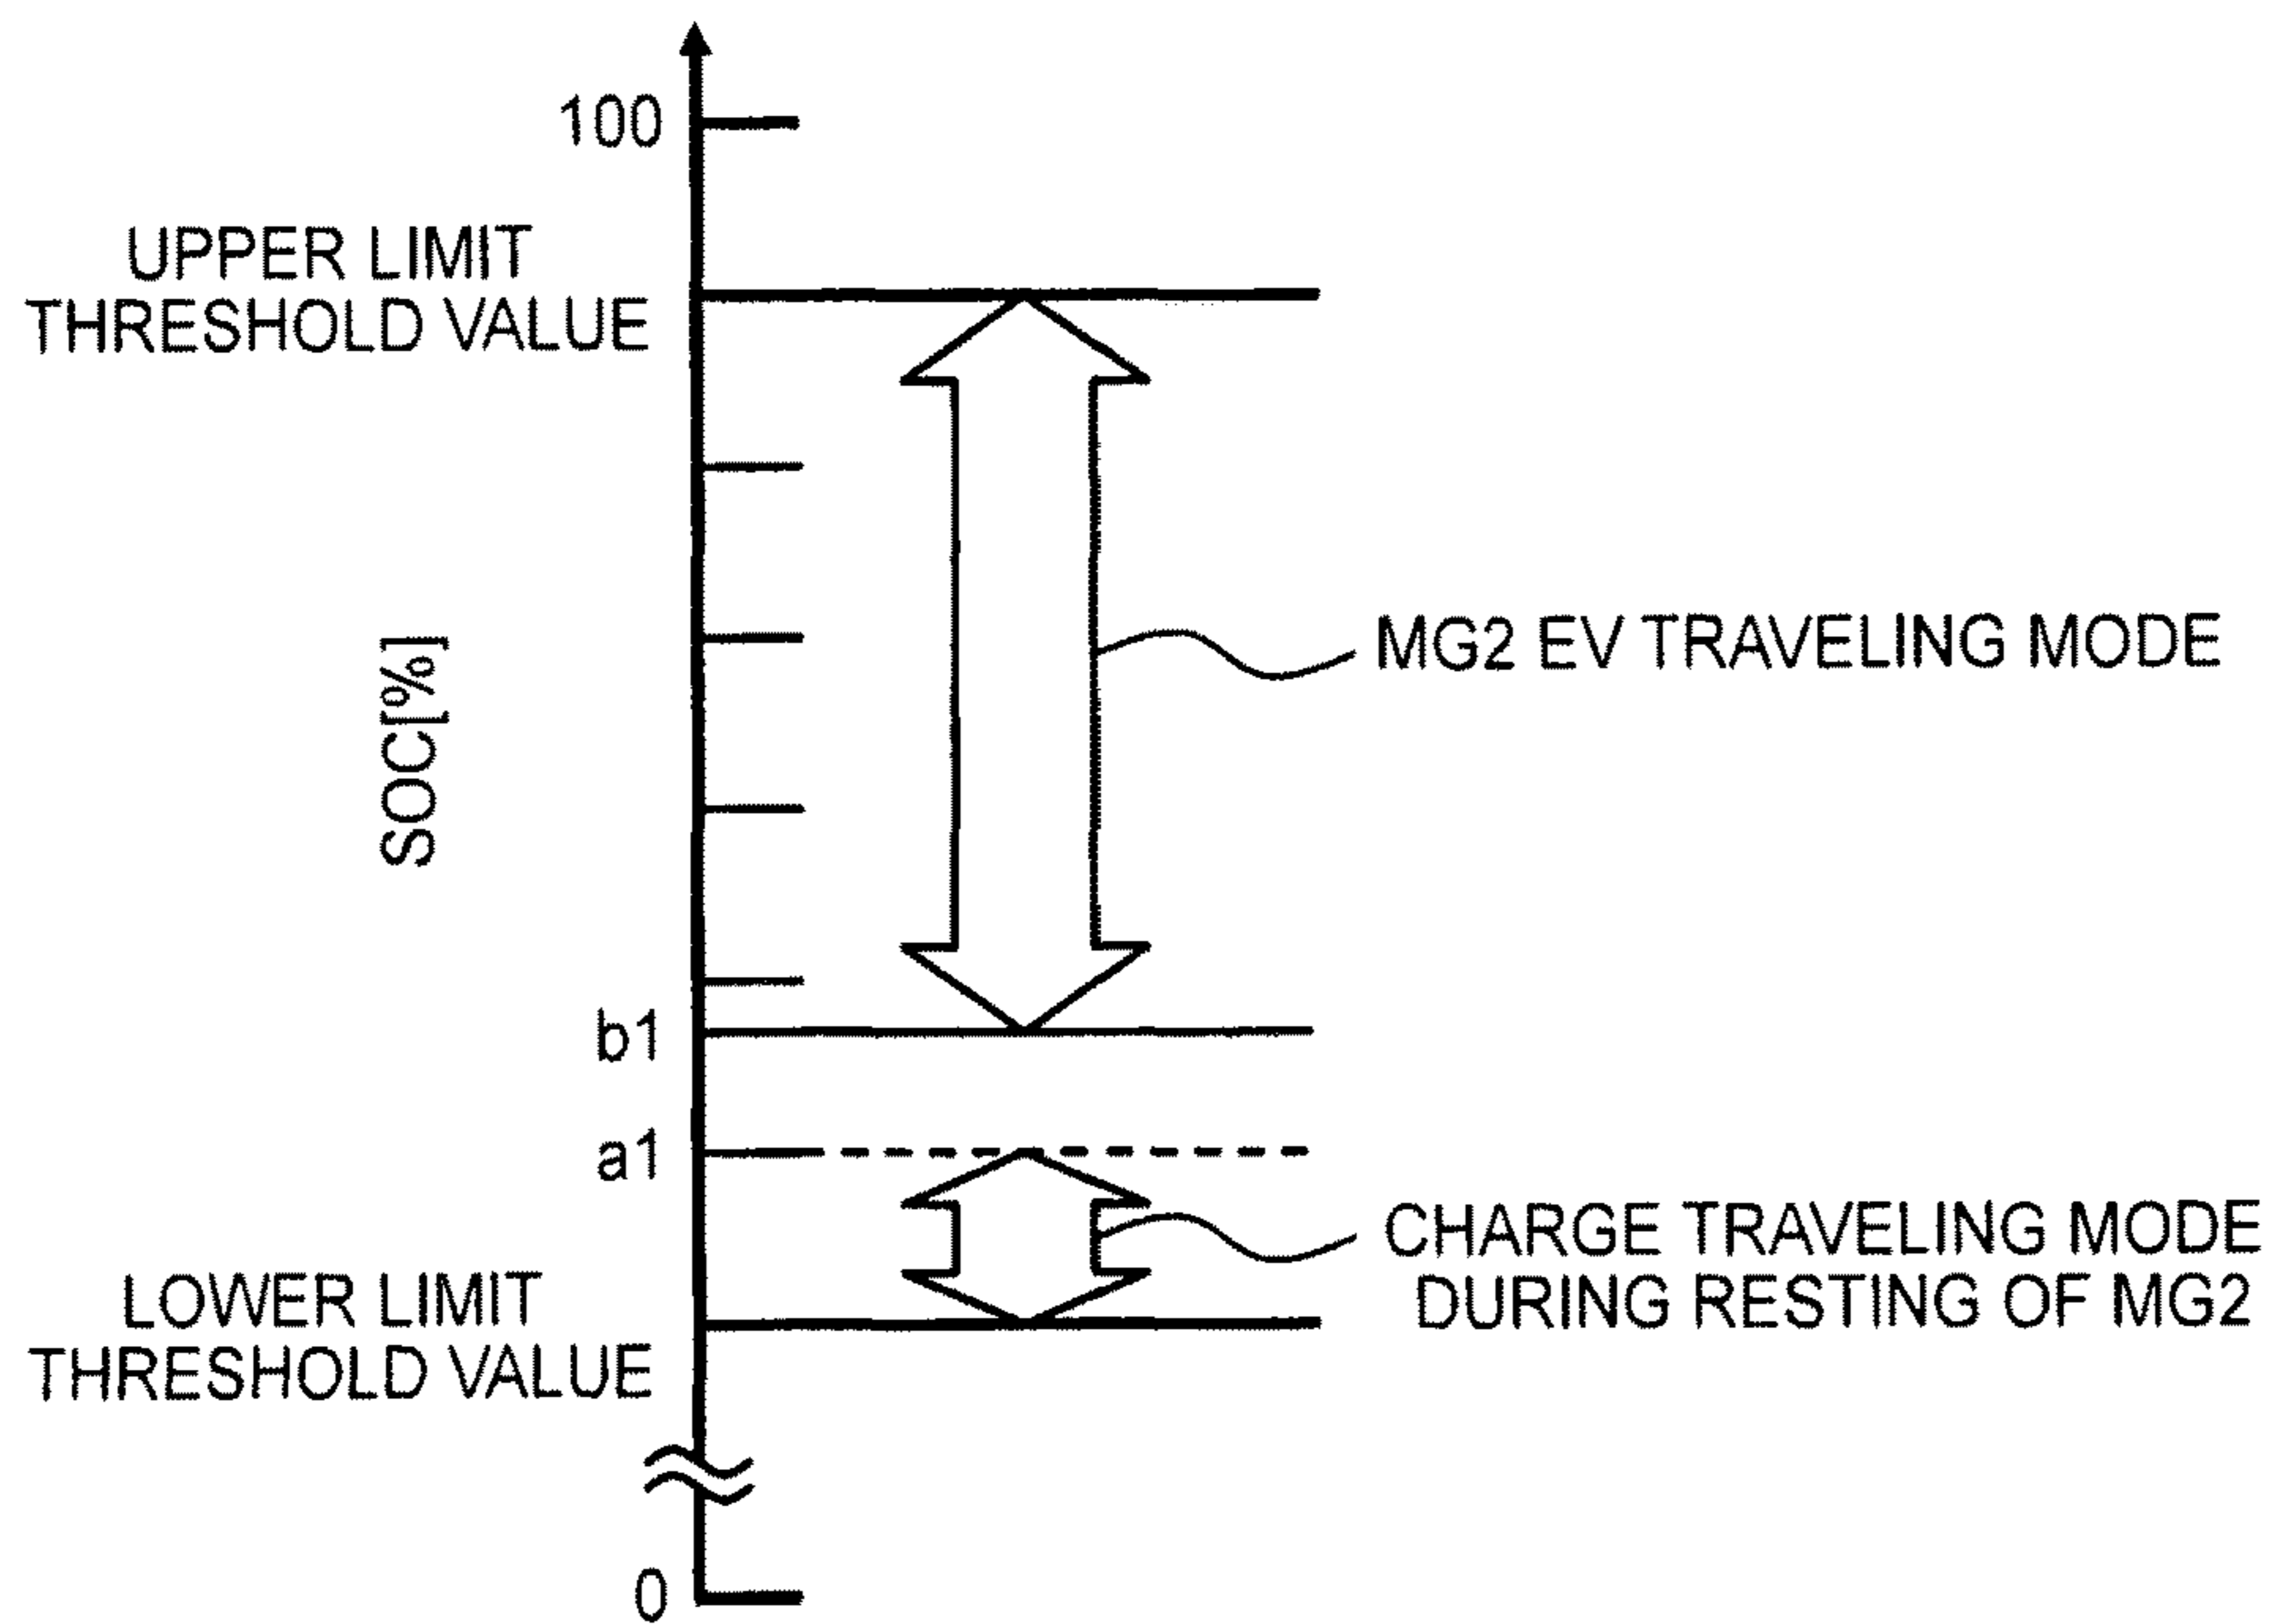 100
UPPER LIMIT
THRESHOLD VALUE
MG2 EV TRAVELING MODE
SOC[%]
b1
a1
CHARGE TRAVELING MODE
DURING RESTING OF MG2
LOWER LIMIT
THRESHOLD VALUE
0